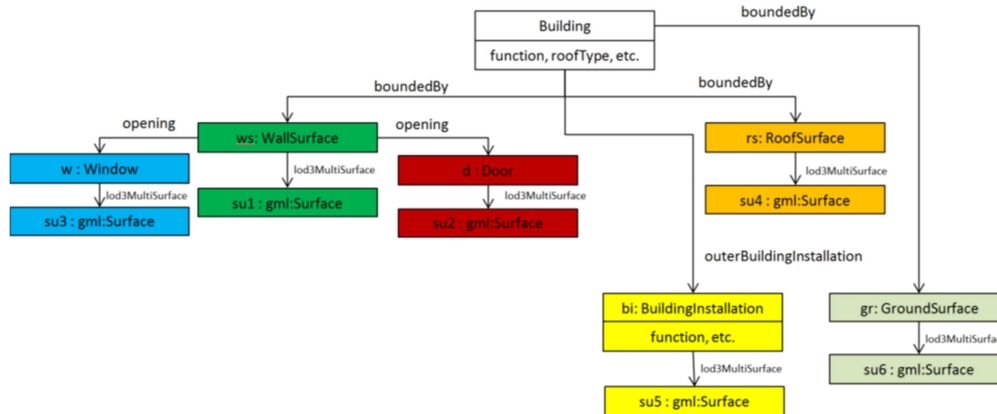 boundedBy
Building
function, roofType, etc.
boundedBy
boundedBy
opening
ws: WallSurface
opening
rs: RoofSurface
w : Window
lod3MultiSurface
d : Door
lod3MultiSurface
lod3MultiSurface
su1 : gml:Surface
lod3MultiSurface
su4 : gml:Surface
su3 : gml:Surface
su2 : gml:Surface
outerBuildingInstallation
bi: BuildingInstallation
gr: GroundSurface
function, etc.
lod3MultiSurfac
lod3MultiSurface
su6 : gml:Surface
su5 : gml:Surface